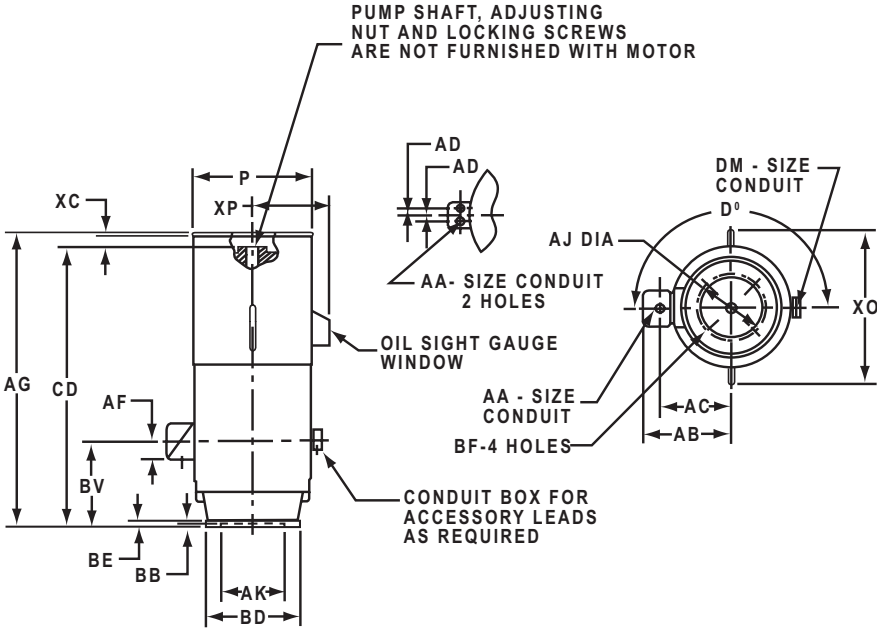 PUMP SHAFT, ADJUSTING
NUT AND LOCKING SCREWS
ARE NOT FURNISHED WITH MOTOR
AD
AD
DM - SIZE
CONDUIT
P
XP
XC
D⁰
AJ DIA
AA- SIZE CONDUIT
2 HOLES
XO
OIL SIGHT GAUGE
WINDOW
AG
CD
AF
AA - SIZE
CONDUIT
AC
AB
BF-4 HOLES
BV
CONDUIT BOX FOR
ACCESSORY LEADS
AS REQUIRED
BE
BB
AK
BD